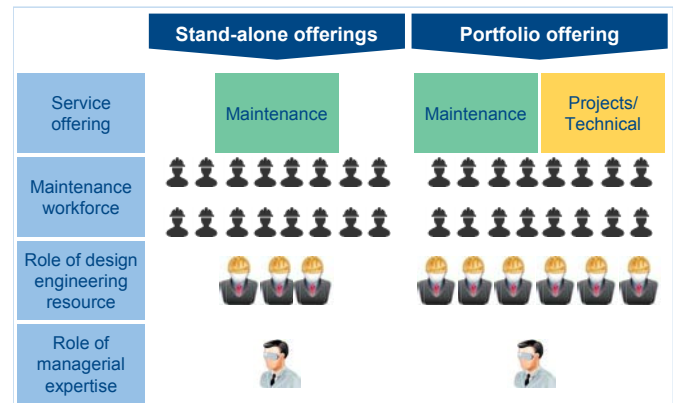 Stand-alone offerings
Portfolio offering
Service
offering
Maintenance
Maintenance
Projects/
Technical
Maintenance
workforce
Role of design
engineering
resource
Role of
managerial
expertise